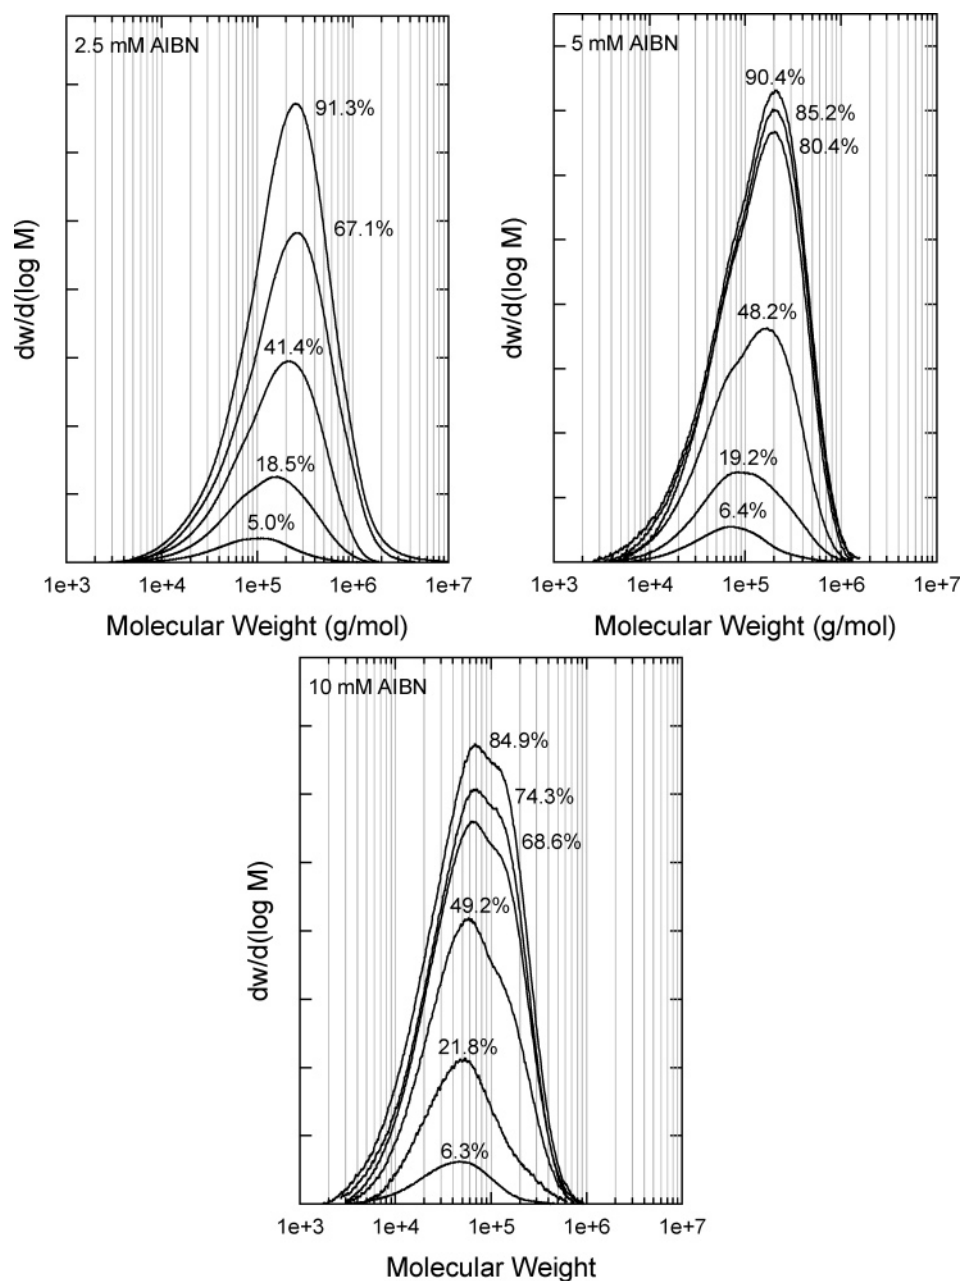 2.5 mM AIBN
91.3%
67.1%
41.4%
18.5%
5.0%
dw/d(log M)
1e+3 1e+4 1e+5 1e+6 1e+7
Molecular Weight (g/mol)
5 mM AIBN
90.4%
85.2%
80.4%
48.2%
19.2%
6.4%
dw/d(log M)
1e+3 1e+4 1e+5 1e+6 1e+7
Molecular Weight (g/mol)
10 mM AIBN
84.9%
74.3%
68.6%
49.2%
21.8%
6.3%
dw/d(log M)
1e+3 1e+4 1e+5 1e+6 1e+7
Molecular Weight